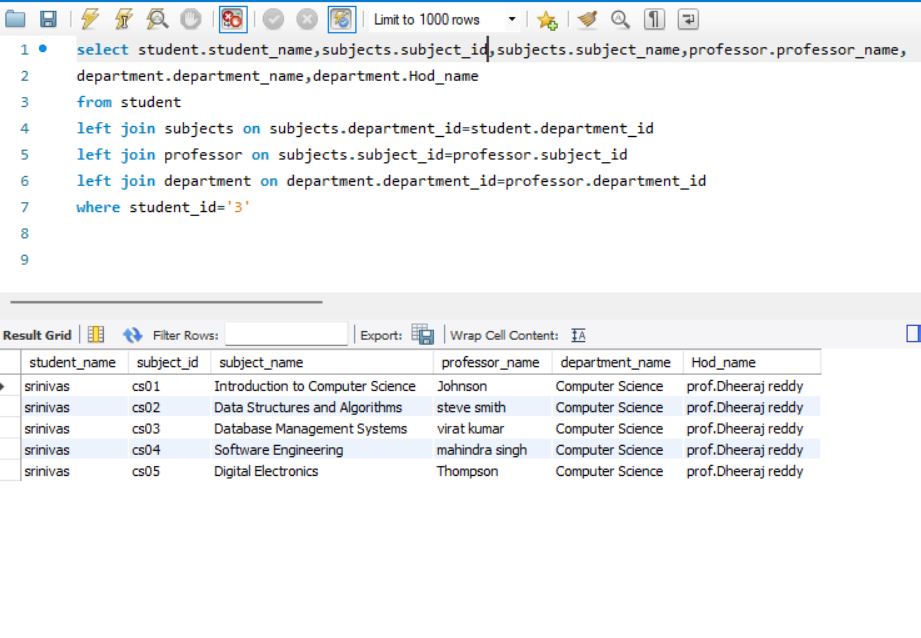 Limit to 1000 rows
1 select student.student_name,subjects.subject_id,subjects.subject_name,professor.professor_name,
2 department.department_name,department.Hod_name
3 from student
4 left join subjects on subjects.department_id=student.department_id
5 left join professor on subjects.subject_id=professor.subject_id
6 left join department on department.department_id=professor.department_id
7 where student_id='3'
8
9
Result Grid Filter Rows: Export: Wrap Cell Content: IA
student_name subject_id subject_name professor_name department_name Hod_name
srinivas cs01 Introduction to Computer Science Johnson Computer Science prof.Dheeraj reddy
srinivas cs02 Data Structures and Algorithms steve smith Computer Science prof.Dheeraj reddy
srinivas cs03 Database Management Systems virat kumar Computer Science prof.Dheeraj reddy
srinivas cs04 Software Engineering mahindra singh Computer Science prof.Dheeraj reddy
srinivas cs05 Digital Electronics Thompson Computer Science prof.Dheeraj reddy